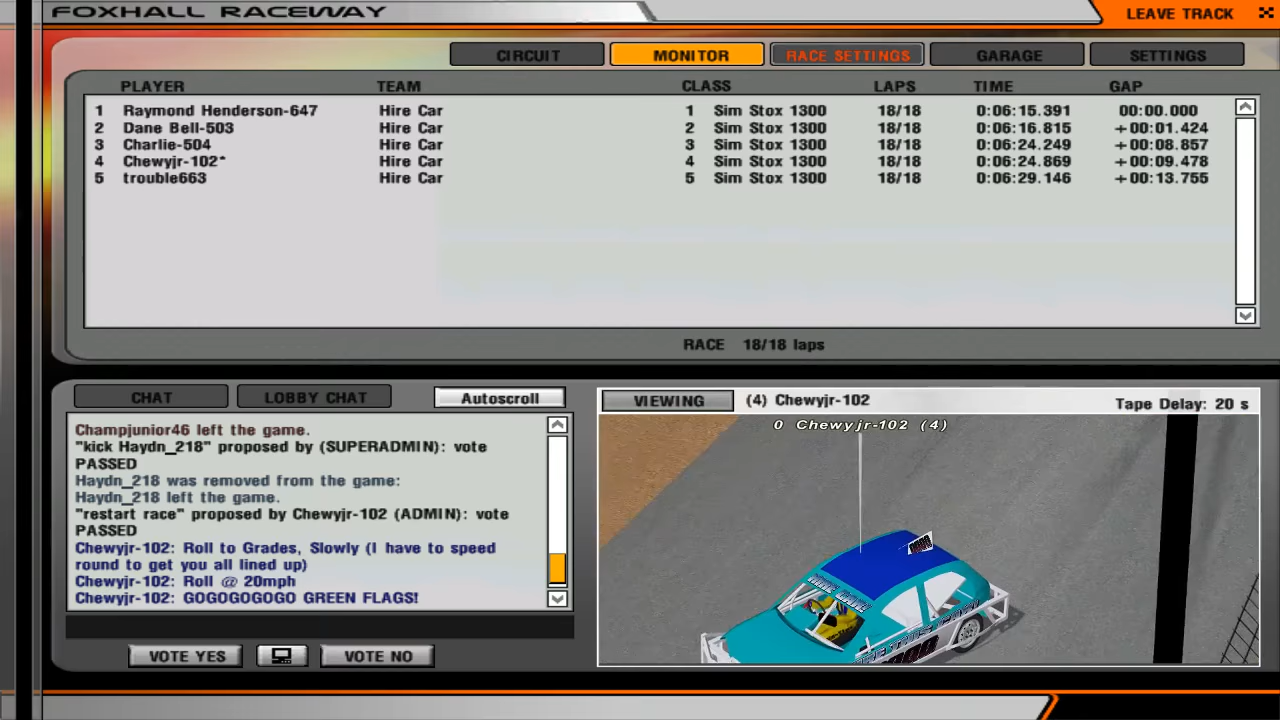 FOXHALL RACEWAY
LEAVE TRACK
CIRCUIT MONITOR RACE SETTINGS GARAGE SETTINGS
PLAYER TEAM CLASS LAPS TIME GAP
1 Raymond Henderson-647 Hire Car 1 Sim Stox 1300 18/18 0:06:15.391 00:00.000
2 Dane Bell-503 Hire Car 2 Sim Stox 1300 18/18 0:06:16.815 +00:01.424
3 Charlie-504 Hire Car 3 Sim Stox 1300 18/18 0:06:24.249 +00:08.857
4 Chewyjr-102* Hire Car 4 Sim Stox 1300 18/18 0:06:24.869 +00:09.478
5 trouble663 Hire Car 5 Sim Stox 1300 18/18 0:06:29.146 +00:13.755
RACE 18/18 laps
CHAT LOBBY CHAT Autoscroll
Champjunior46 left the game.
"kick Haydn_218" proposed by (SUPERADMIN): vote
PASSED
Haydn_218 was removed from the game:
Haydn_218 left the game.
"restart race" proposed by Chewyjr-102 (ADMIN): vote
PASSED
Chewyjr-102: Roll to Grades, Slowly (I have to speed
round to get you all lined up)
Chewyjr-102: Roll @ 20mph
Chewyjr-102: GOGOGOGOGO GREEN FLAGS!
VOTE YES VOTE NO
VIEWING (4) Chewyjr-102 Tape Delay: 20 s
0 Chewyjr-102 (4)